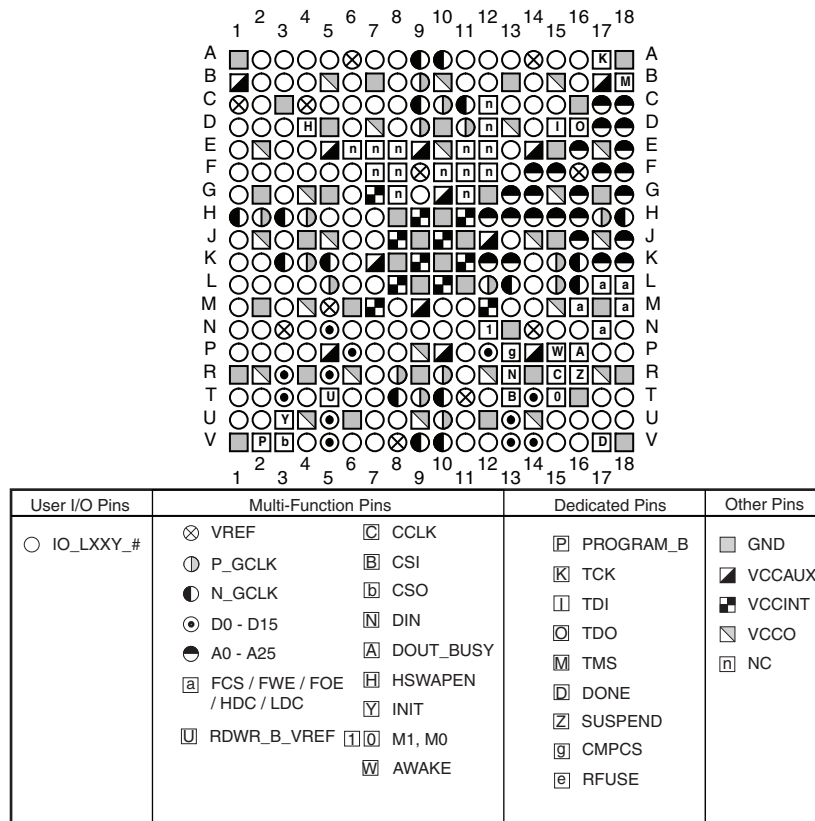 2 4 6 8 10 12 14 16 18
1 3 5 7 9 11 13 15 17
A K A
B M B
C n C
D H n I O D
E n n n n n E
F n n n n n F
G n n G
H H
J J
K K
L a a L
M a a M
N 1 a N
P g W A P
R N C Z R
T U B 0 T
U Y U
V P b D V
2 4 6 8 10 12 14 16 18
1 3 5 7 9 11 13 15 17
User I/O Pins
IO_LXXY_#
Multi-Function Pins
VREF
P_GCLK
N_GCLK
D0 - D15
A0 - A25
a FCS / FWE / FOE
/ HDC / LDC
U RDWR_B_VREF
C CCLK
B CSI
b CSO
N DIN
A DOUT_BUSY
H HSWAPEN
Y INIT
1 0 M1, M0
W AWAKE
Dedicated Pins
P PROGRAM_B
K TCK
I TDI
O TDO
M TMS
D DONE
Z SUSPEND
g CMPCS
e RFUSE
Other Pins
GND
VCCAUX
VCCINT
VCCO
n NC